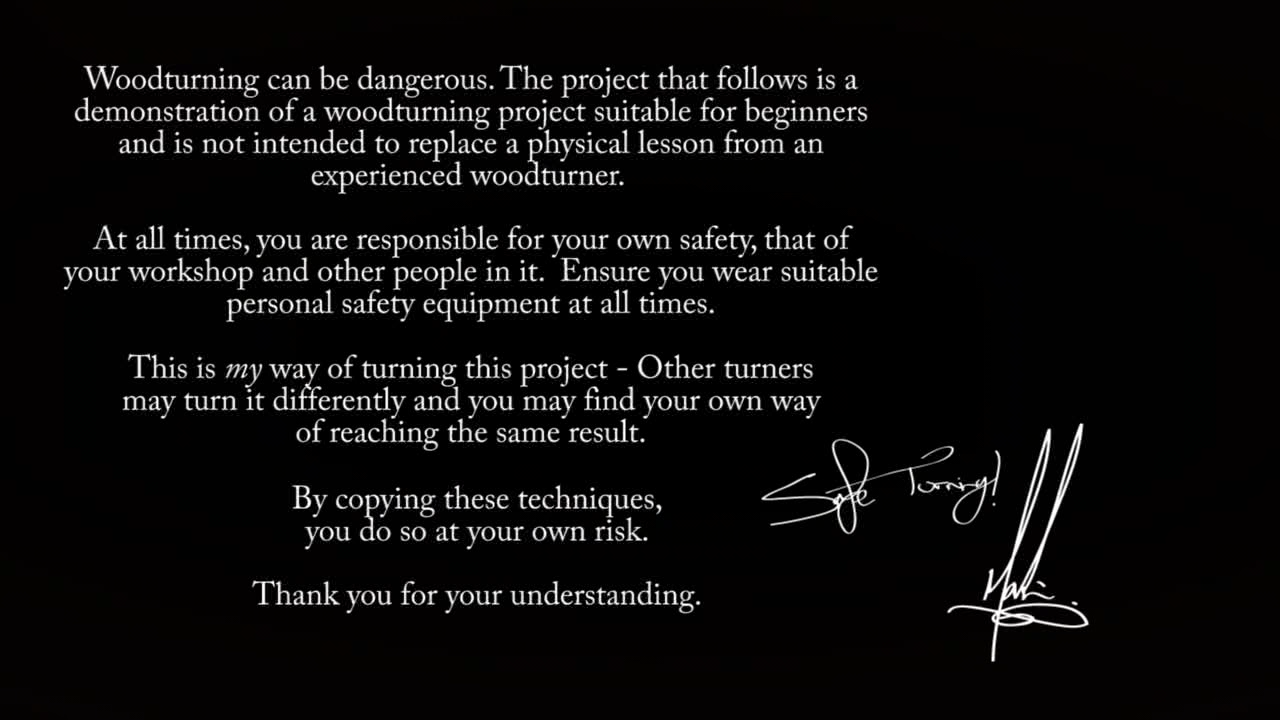 Woodturning can be dangerous. The project that follows is a
demonstration of a woodturning project suitable for beginners
and is not intended to replace a physical lesson from an
experienced woodturner.
At all times, you are responsible for your own safety, that of
your workshop and other people in it.  Ensure you wear suitable
personal safety equipment at all times.
This is my way of turning this project - Other turners
may turn it differently and you may find your own way
of reaching the same result.
By copying these techniques,
you do so at your own risk.
Thank you for your understanding.
Safe Turning!